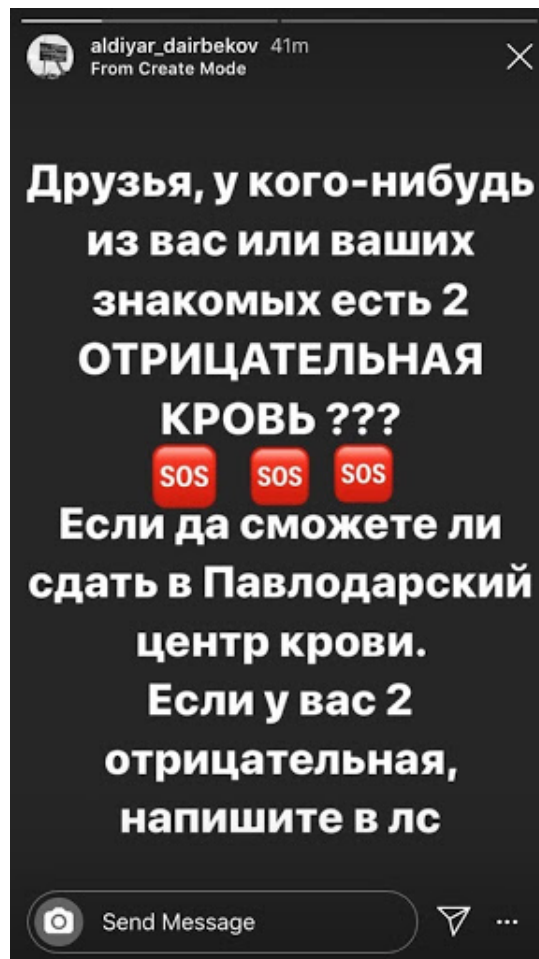 aldiyar_dairbekov 41m
From Create Mode
Друзья, у кого-нибудь
из вас или ваших
знакомых есть 2
ОТРИЦАТЕЛЬНАЯ
КРОВЬ ???
SOS SOS SOS
Если да сможете ли
сдать в Павлодарский
центр крови.
Если у вас 2
отрицательная,
напишите в лс
Send Message